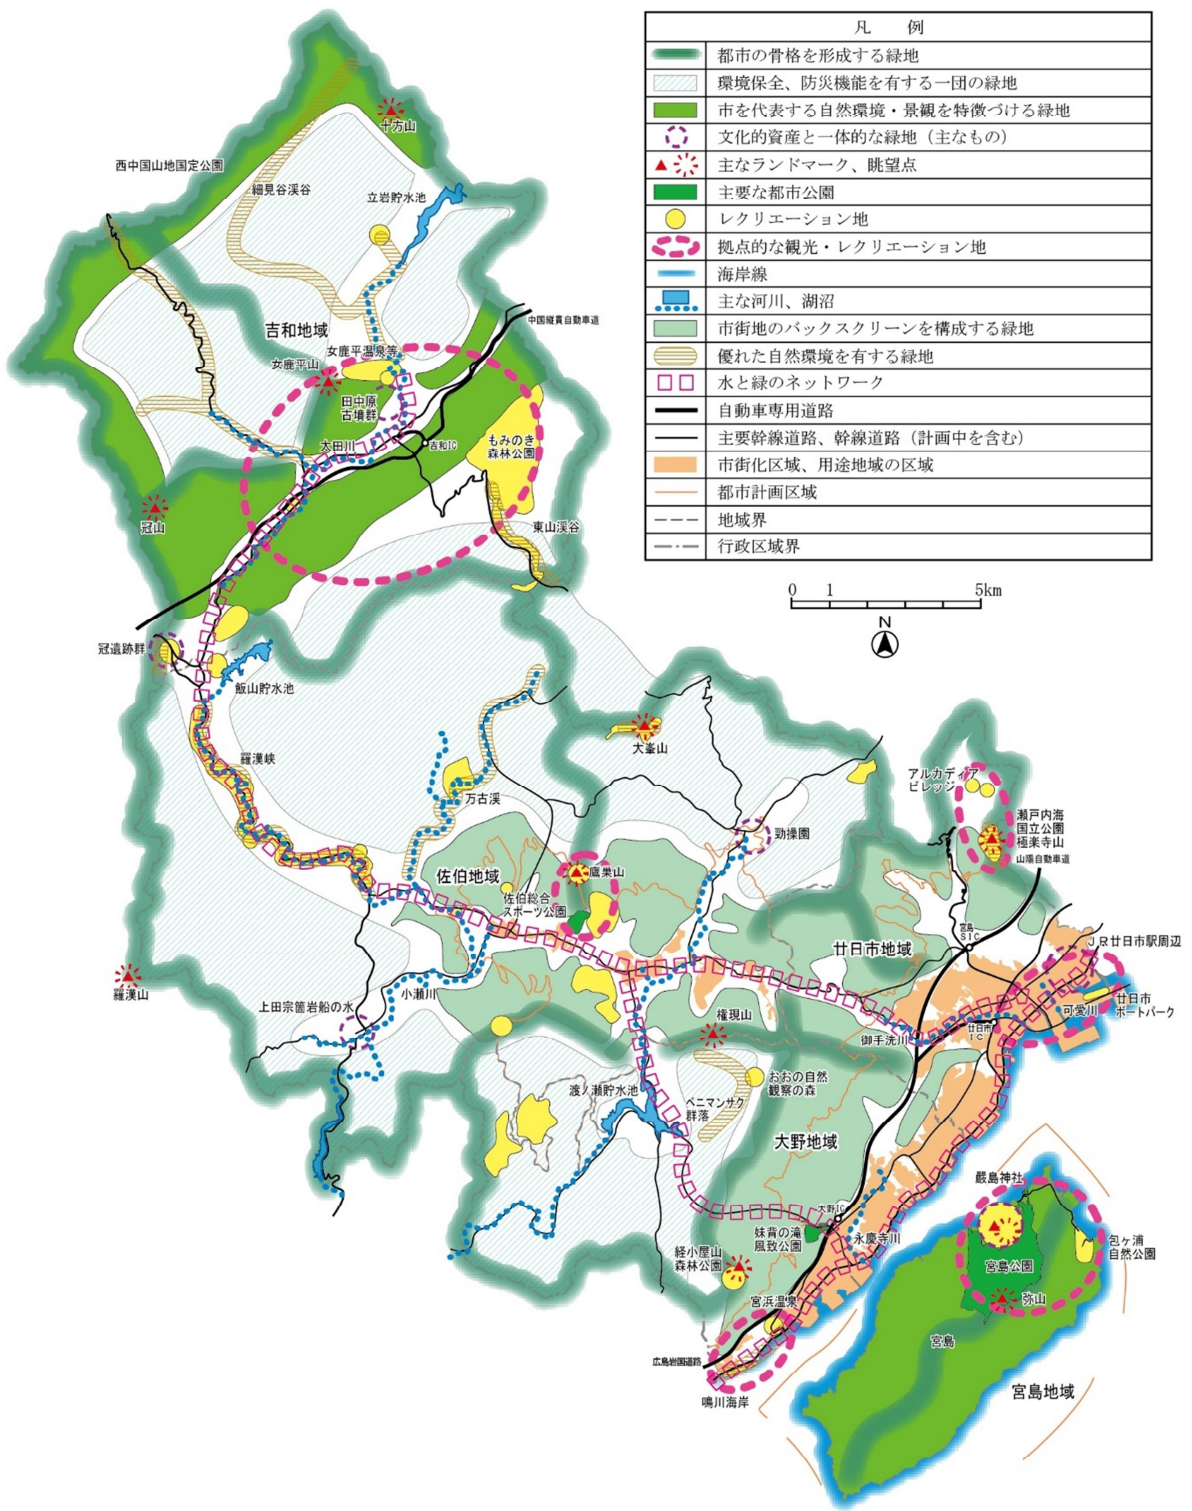 凡　例
都市の骨格を形成する緑地
環境保全、防災機能を有する一団の緑地
市を代表する自然環境・景観を特徴づける緑地
文化的資産と一体的な緑地（主なもの）
主なランドマーク、眺望点
主要な都市公園
レクリエーション地
拠点的な観光・レクリエーション地
海岸線
主な河川、湖沼
市街地のバックスクリーンを構成する緑地
優れた自然環境を有する緑地
水と緑のネットワーク
自動車専用道路
主要幹線道路、幹線道路（計画中を含む）
市街化区域、用途地域の区域
都市計画区域
地域界
行政区域界
0 1 5km
N
十方山
西中国山地国定公園
細見谷渓谷
立岩貯水池
中国縦貫自動車道
吉和地域
女鹿平温泉等
女鹿平山
田中原
古墳群
太田川
吉和IC
もみのき
森林公園
冠山
東山渓谷
冠遺跡群
飯山貯水池
羅漢峡
大峯山
万古渓
アルカディア
ビレッジ
瀬戸内海
国立公園
極楽寺山
山陽自動車道
勁操園
佐伯地域
鷹巣山
佐伯総合
スポーツ公園
宮島
SIC
JR廿日市駅周辺
廿日市地域
羅漢山
小瀬川
上田宗箇岩船の水
廿日市
ボートパーク
可愛川
権現山
御手洗川
廿日市
IC
渡ノ瀬貯水池
おおの自然
観察の森
ベニマンサク
群落
大野地域
嚴島神社
大野IC
妹背の滝
風致公園
永慶寺川
包ヶ浦
自然公園
経小屋山
森林公園
宮島公園
弥山
宮浜温泉
宮島
広島岩国道路
宮島地域
鳴川海岸